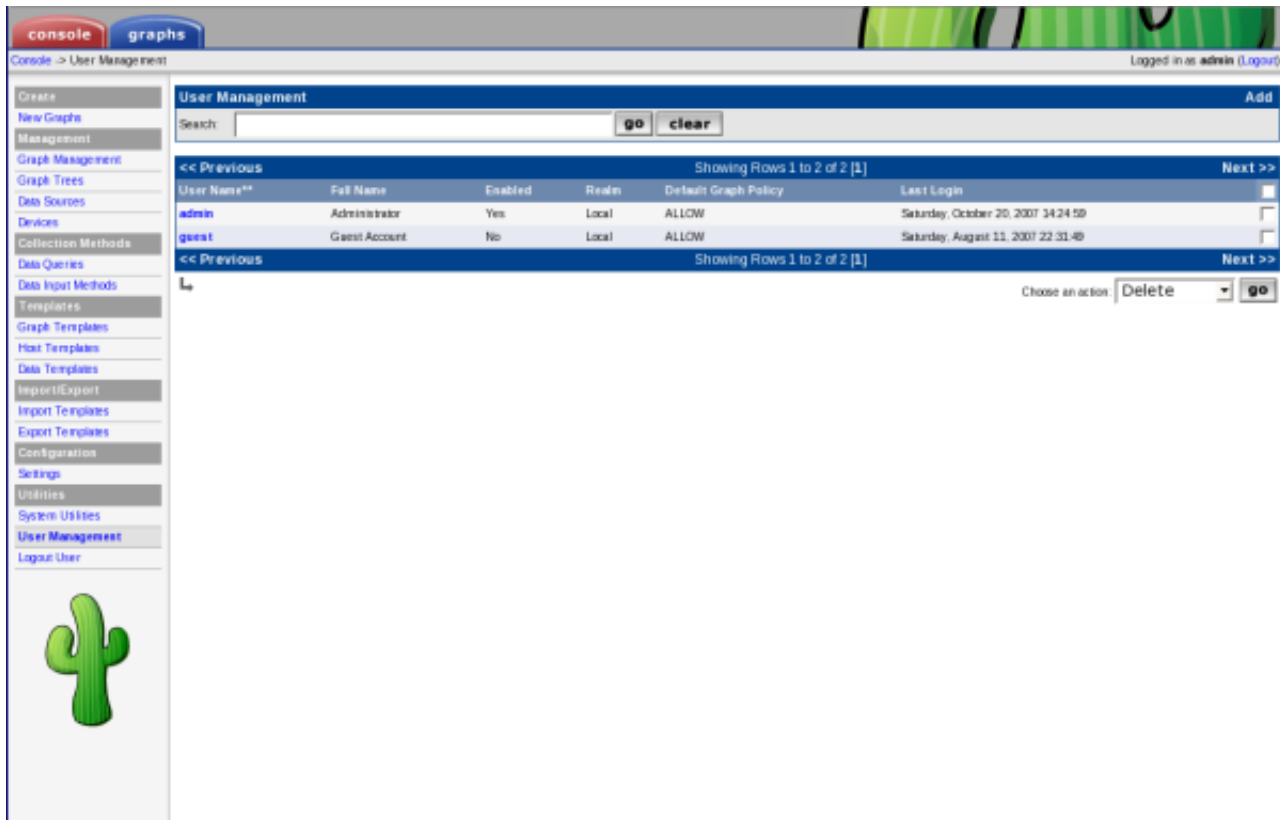 console graphs
Console -> User Management
Logged in as admin (Logout)
Create
New Graphs
Management
Graph Management
Graph Trees
Data Sources
Devices
Collection Methods
Data Queries
Data Input Methods
Templates
Graph Templates
Host Templates
Data Templates
Import/Export
Import Templates
Export Templates
Configuration
Settings
Utilities
System Utilities
User Management
Logout User
User Management Add
Search: go clear
<< Previous Showing Rows 1 to 2 of 2 [1] Next >>
User Name** Full Name Enabled Realm Default Graph Policy Last Login
admin Administrator Yes Local ALLOW Saturday, October 20, 2007 14:24:59
guest Guest Account No Local ALLOW Saturday, August 11, 2007 22:31:49
<< Previous Showing Rows 1 to 2 of 2 [1] Next >>
Choose an action: Delete go